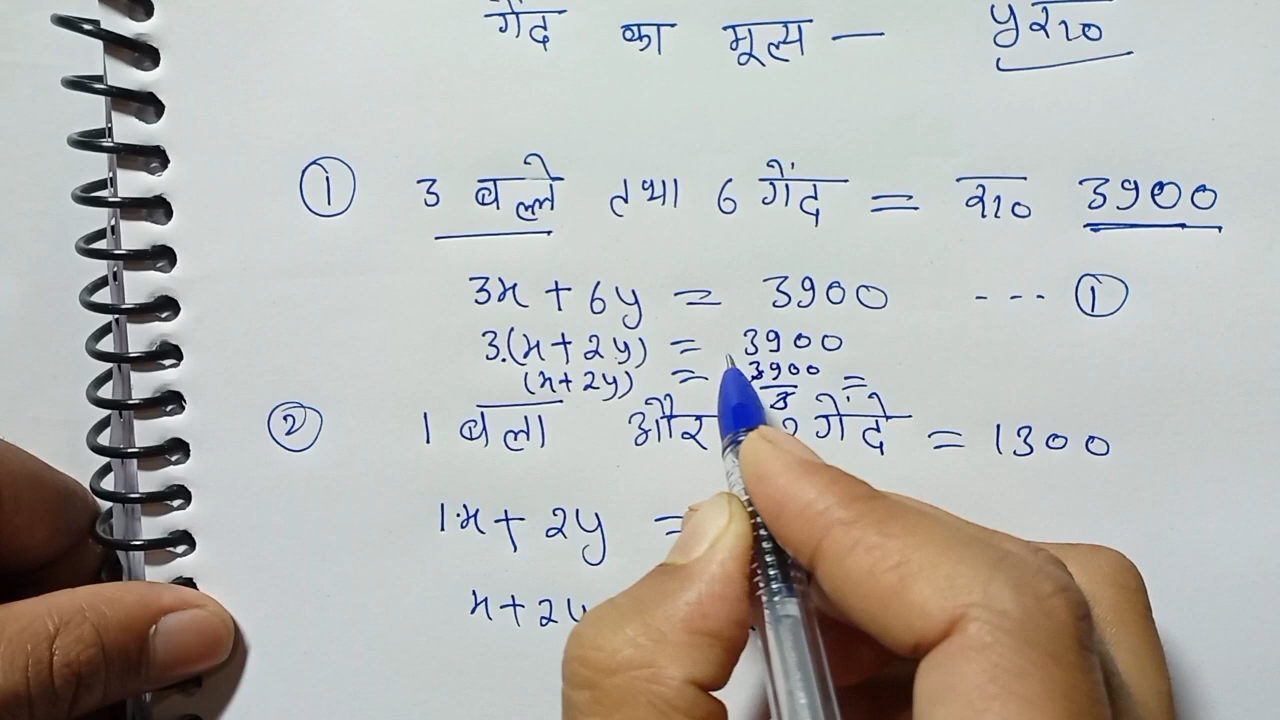 गेंद का मूल्य — y रु०
① 3 बल्ले तथा 6 गेंद = रु० 3900
3x + 6y = 3900 --- ①
3.(x + 2y) = 3900
(x + 2y) = 3900/3 =
② 1 बल्ला और गेंदें = 1300
1.x + 2y =
x + 2y